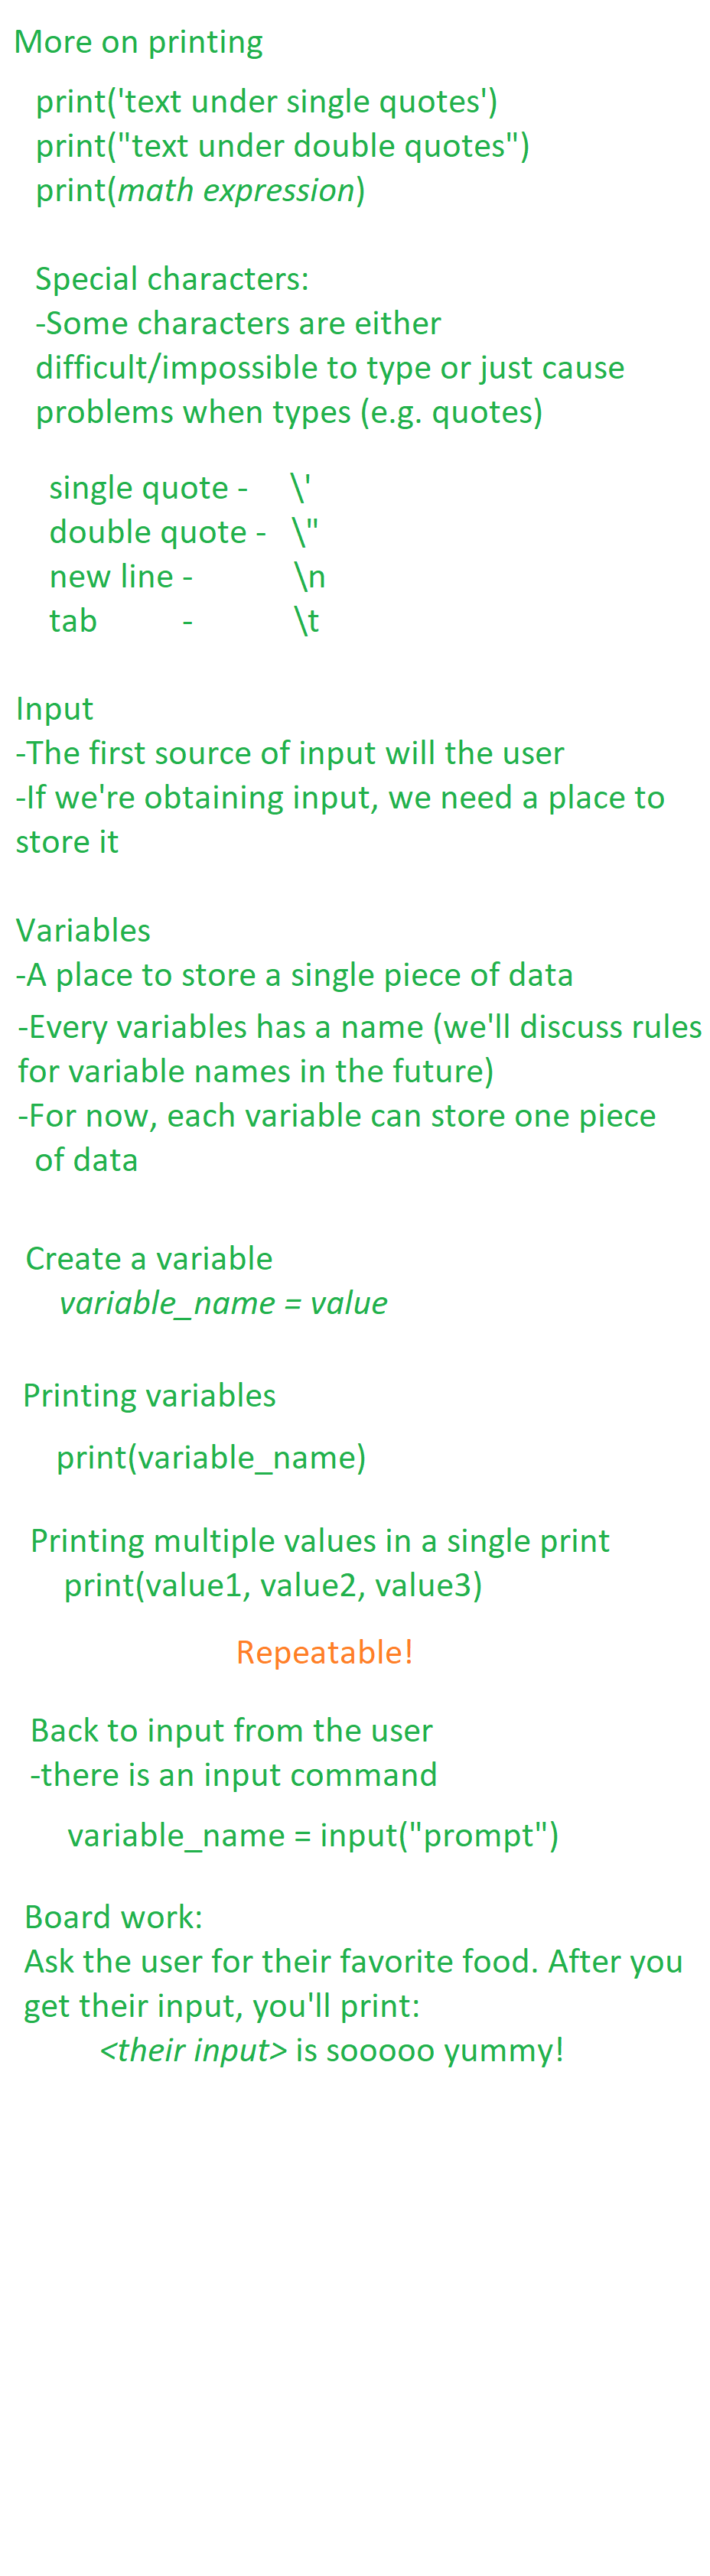 More on printing
print('text under single quotes')
print("text under double quotes")
print(math expression)
Special characters:
-Some characters are either
difficult/impossible to type or just cause
problems when types (e.g. quotes)
single quote - \'
double quote - \"
new line - \n
tab - \t
Input
-The first source of input will the user
-If we're obtaining input, we need a place to
store it
Variables
-A place to store a single piece of data
-Every variables has a name (we'll discuss rules
for variable names in the future)
-For now, each variable can store one piece
of data
Create a variable
variable_name = value
Printing variables
print(variable_name)
Printing multiple values in a single print
print(value1, value2, value3)
Repeatable!
Back to input from the user
-there is an input command
variable_name = input("prompt")
Board work:
Ask the user for their favorite food. After you
get their input, you'll print:
<their input> is sooooo yummy!